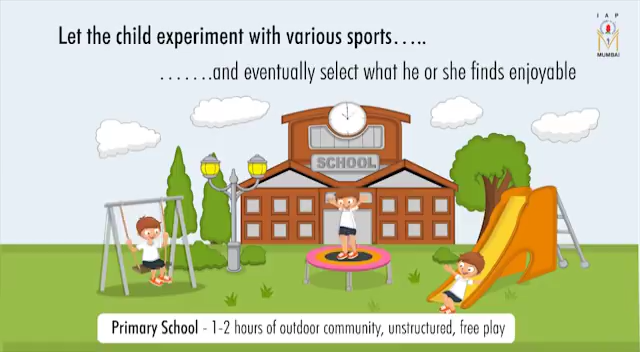 Let the child experiment with various sports.....
.......and eventually select what he or she finds enjoyable
I A P
MUMBAI
SCHOOL
Primary School - 1-2 hours of outdoor community, unstructured, free play